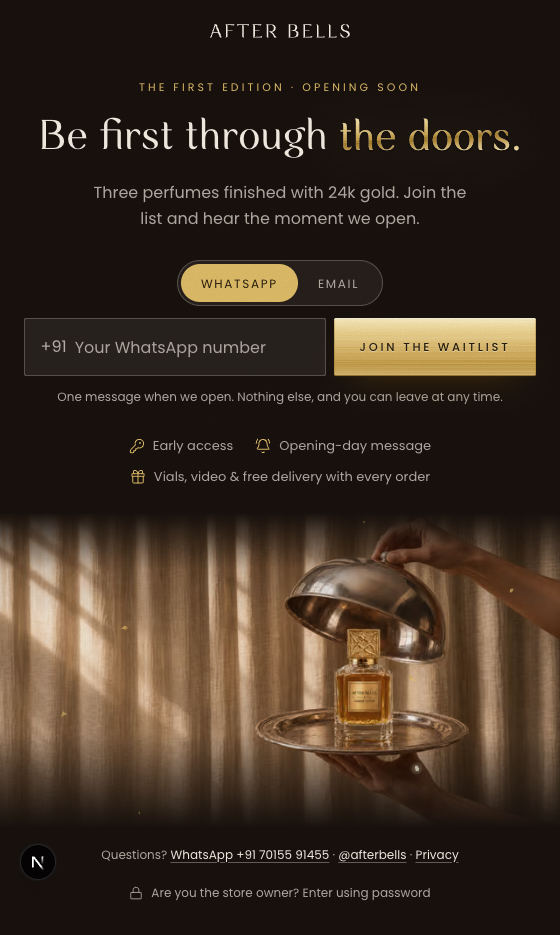 AFTER BELLS
THE FIRST EDITION · OPENING SOON
Be first through the doors.
Three perfumes finished with 24k gold. Join the
list and hear the moment we open.
WHATSAPP EMAIL
+91 Your WhatsApp number JOIN THE WAITLIST
One message when we open. Nothing else, and you can leave at any time.
Early access Opening-day message
Vials, video & free delivery with every order
AFTER BELLS
N
Questions? WhatsApp +91 70155 91455 · @afterbells · Privacy
Are you the store owner? Enter using password